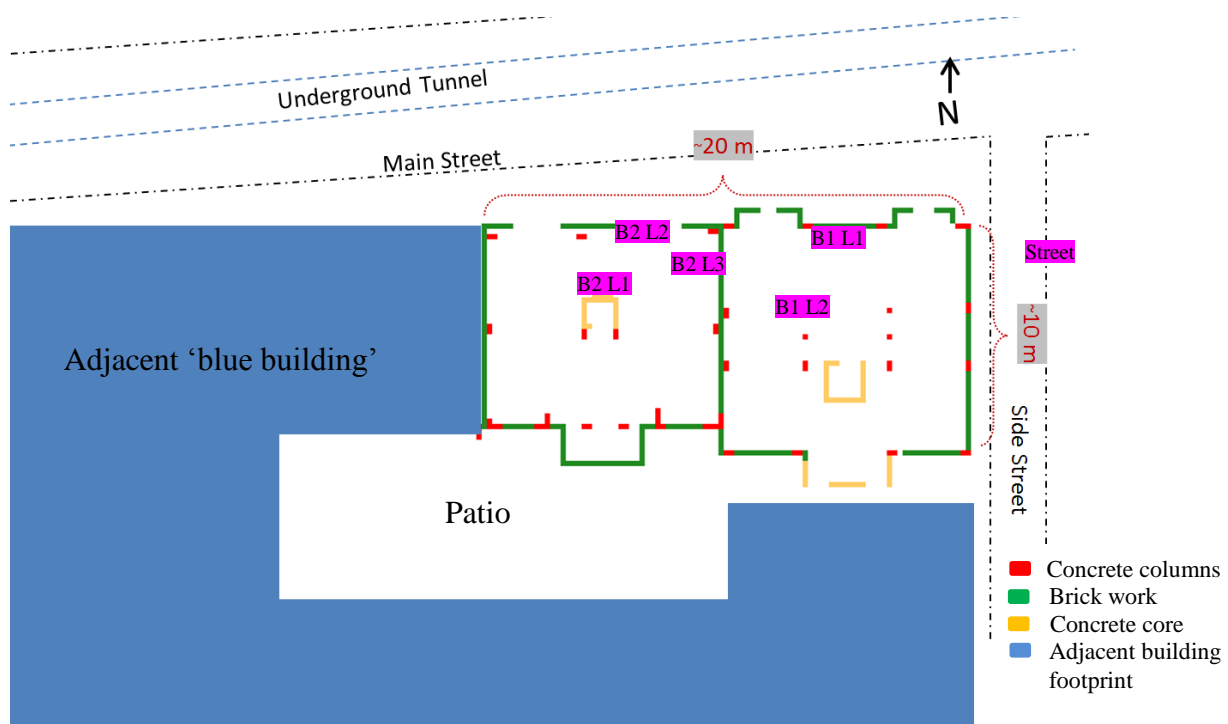 Underground Tunnel
N
~20 m
Main Street
B2 L2
B1 L1
Street
B2 L3
B2 L1
B1 L2
~10 m
Adjacent ‘blue building’
Side Street
Patio
Concrete columns
Brick work
Concrete core
Adjacent building
footprint